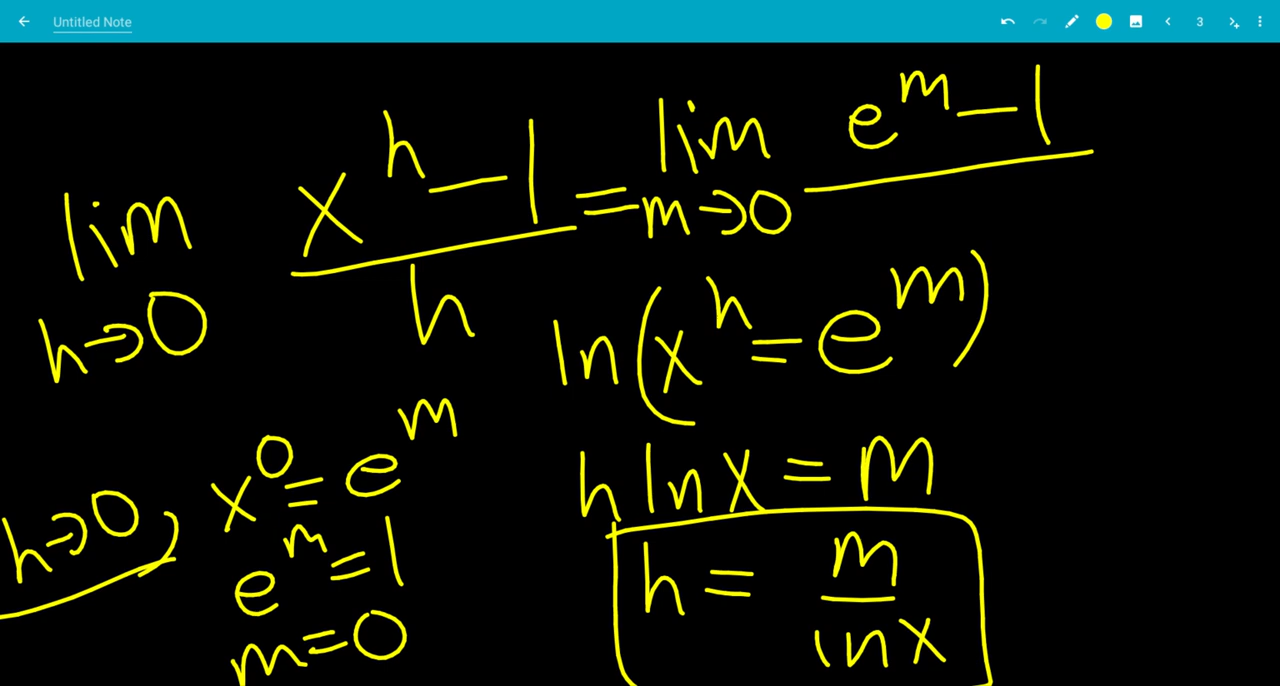 Untitled Note
3
lim h→0 (x^h − 1)/h = lim m→0 e^m − 1
ln(x^h = e^m)
h ln x = m
h = m/ln x
h→0, x^0 = e^m
e^m = 1
m = 0